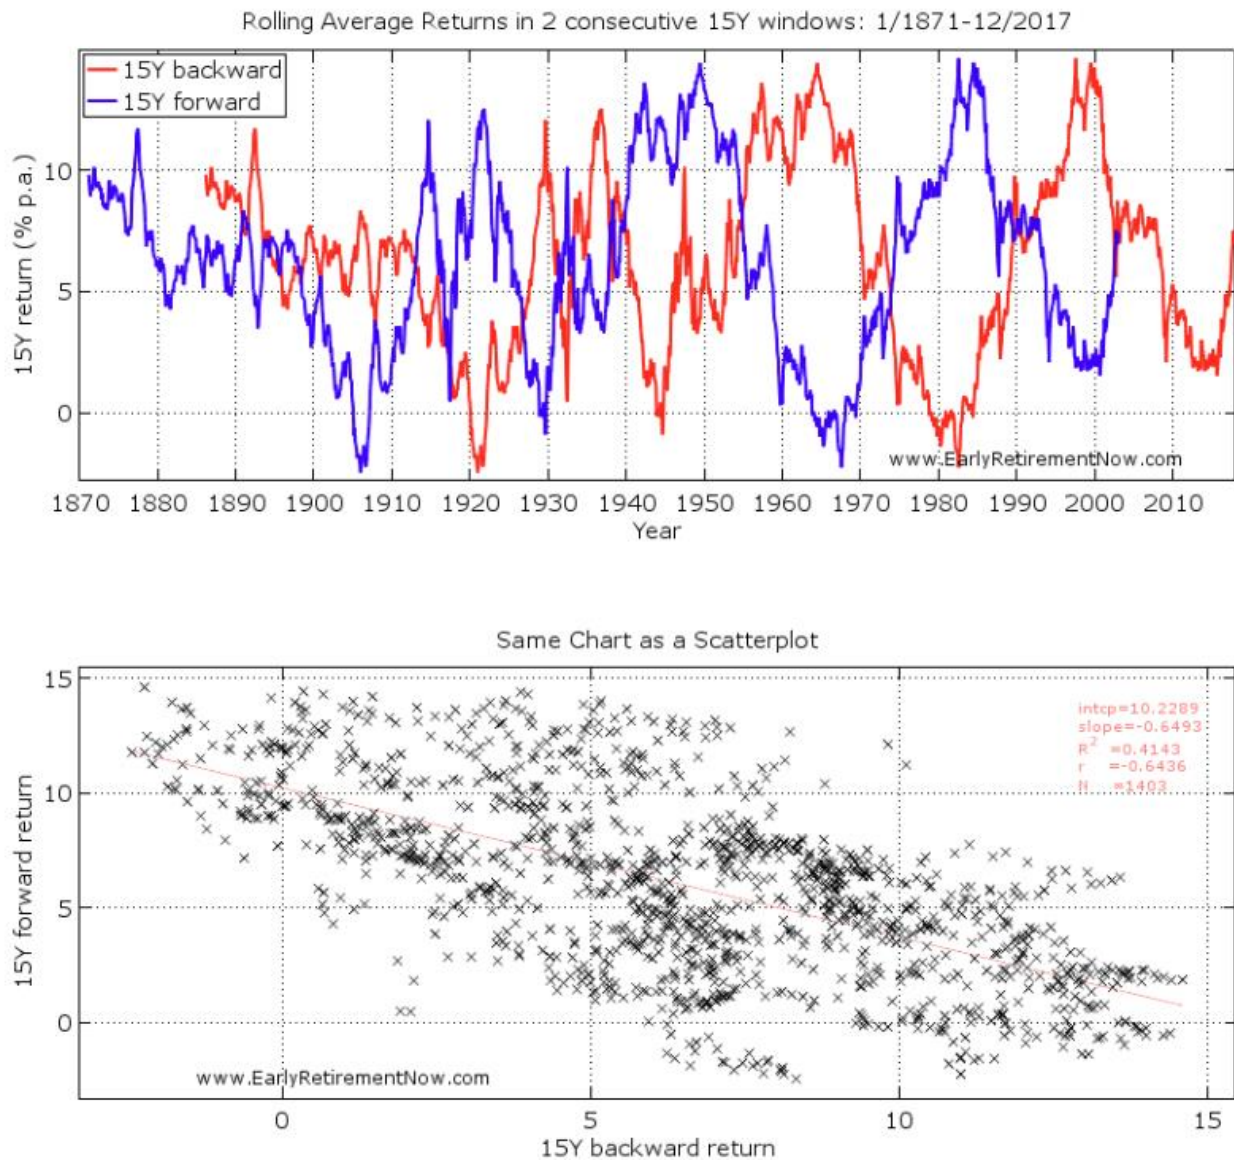 Rolling Average Returns in 2 consecutive 15Y windows: 1/1871-12/2017
15Y backward
15Y forward
15Y return (% p.a.)
10
5
0
www.EarlyRetirementNow.com
1870 1880 1890 1900 1910 1920 1930 1940 1950 1960 1970 1980 1990 2000 2010
Year
Same Chart as a Scatterplot
15Y forward return
15
10
5
0
intcp=10.2289
slope=-0.6493
R² =0.4143
r =-0.6436
N =1403
www.EarlyRetirementNow.com
0 5 10 15
15Y backward return